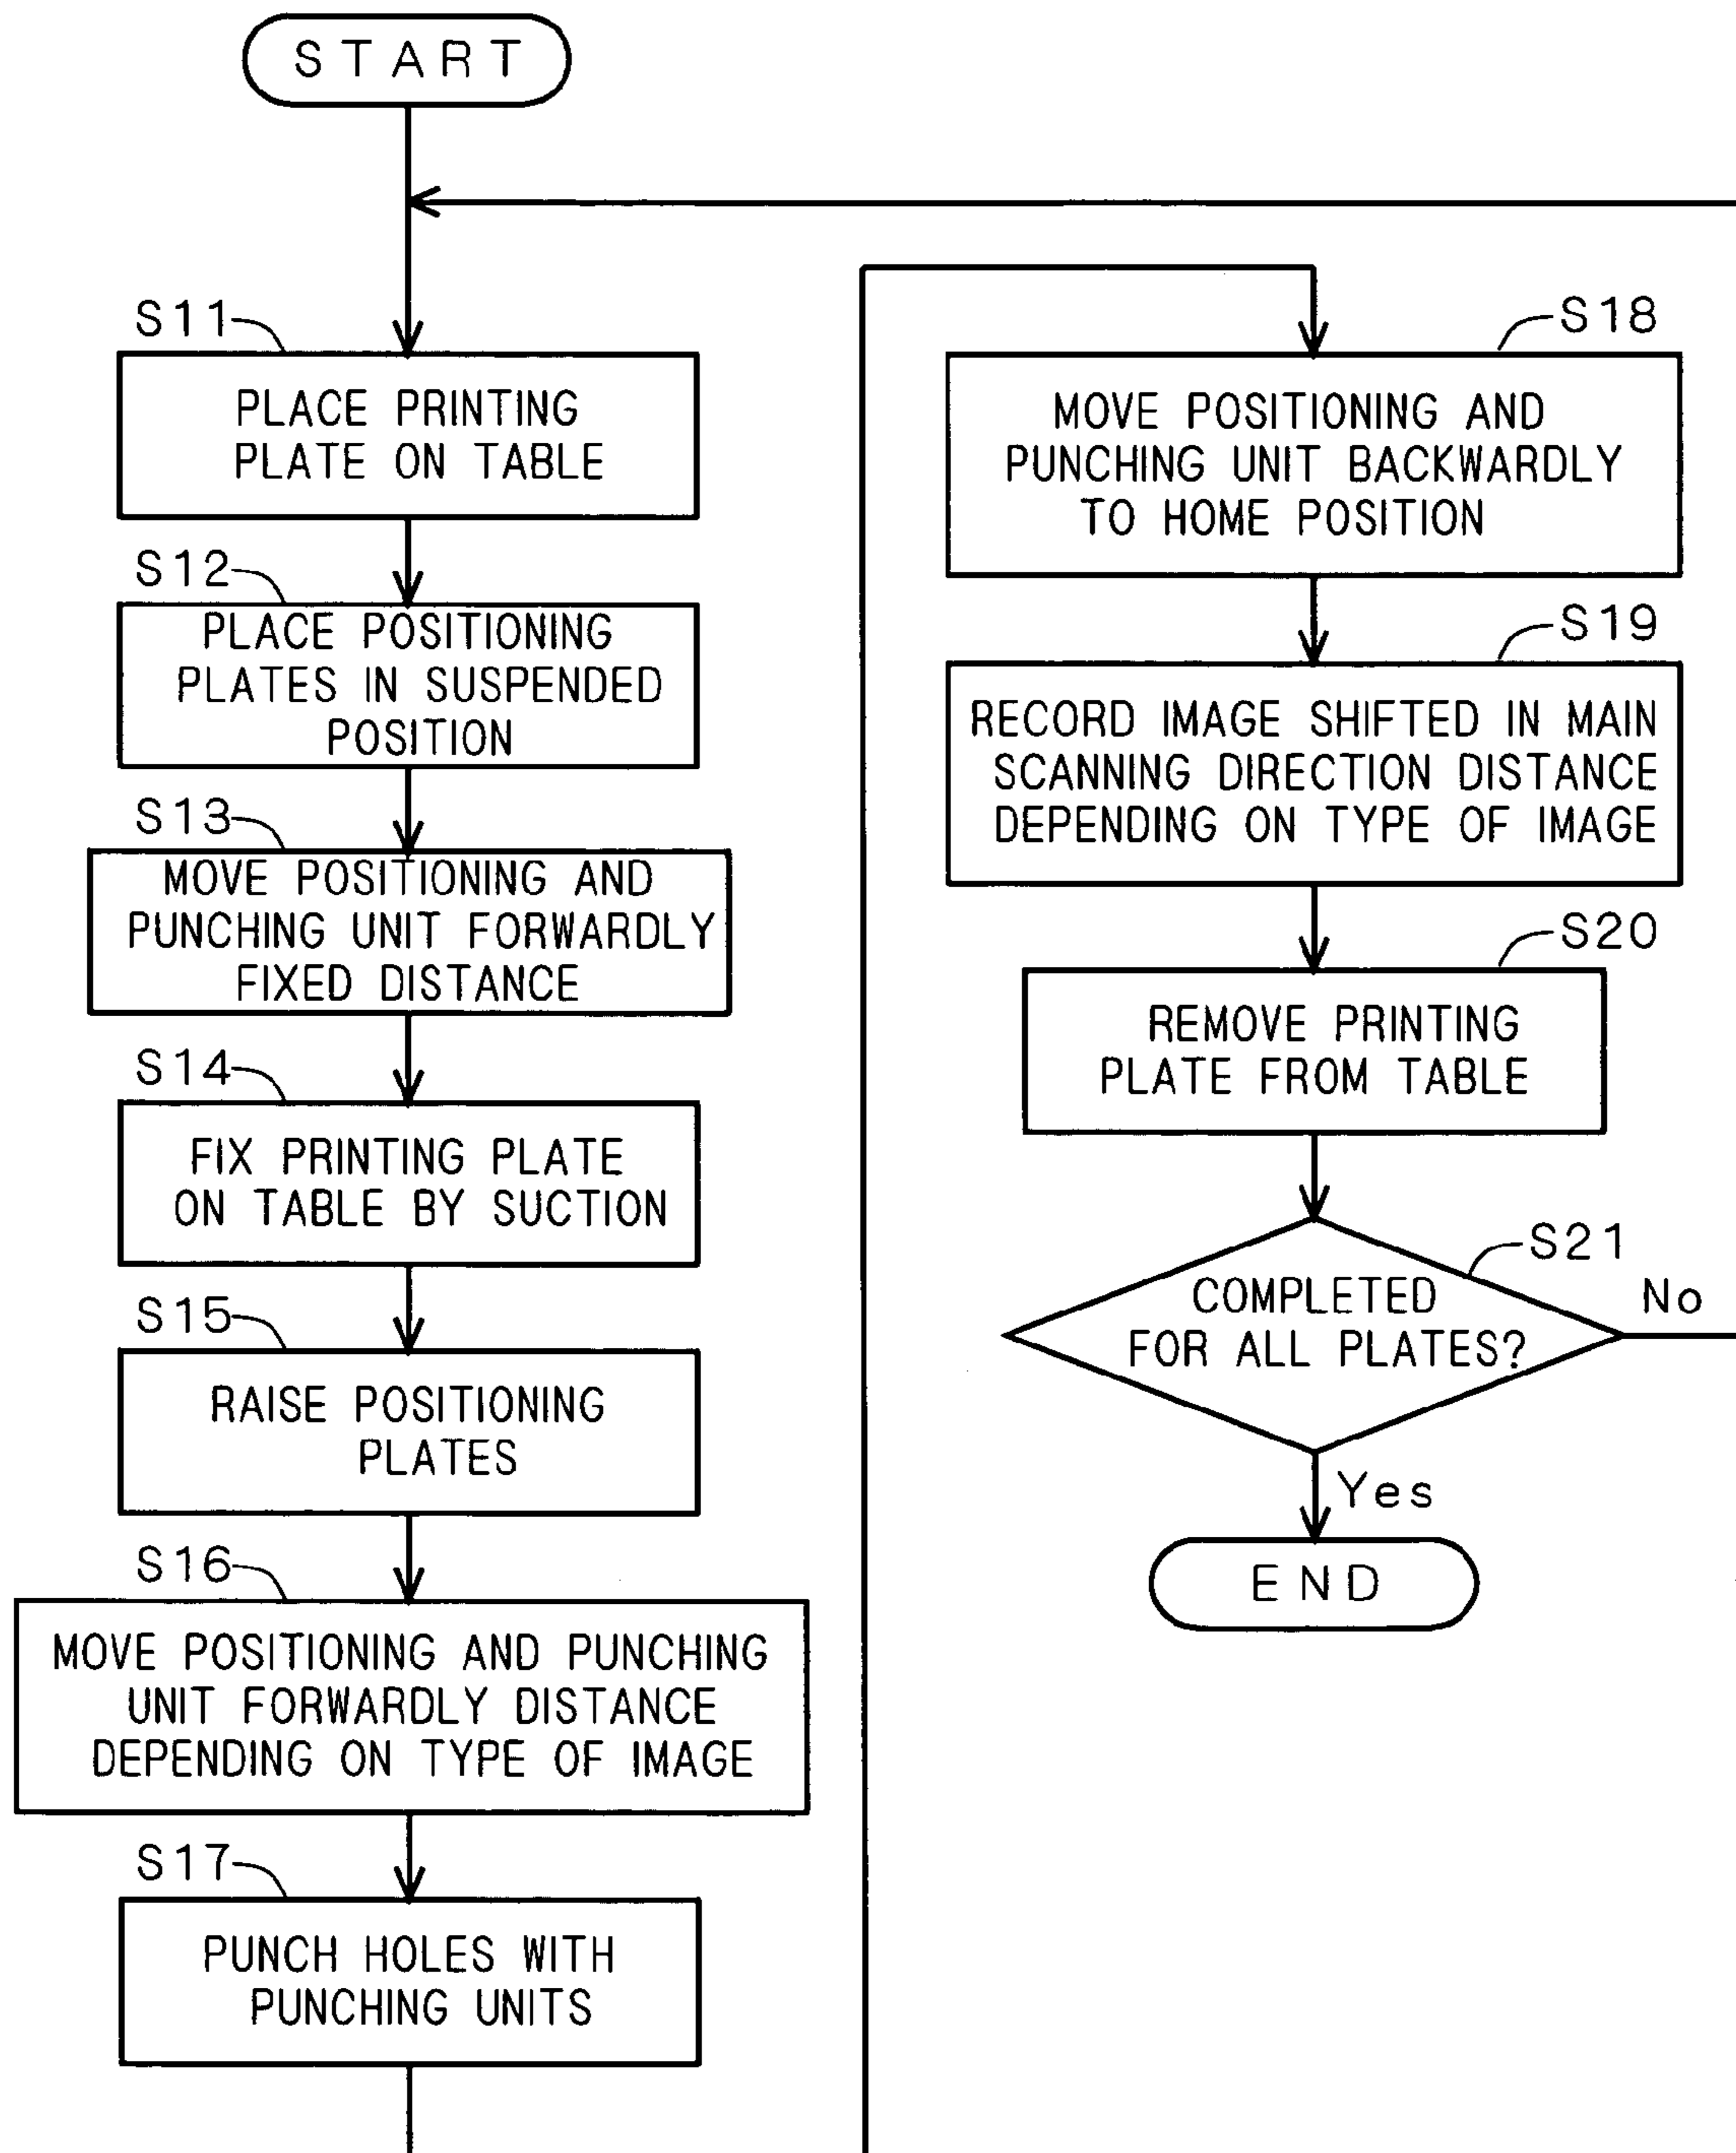 START
S11
PLACE PRINTING
PLATE ON TABLE
S12
PLACE POSITIONING
PLATES IN SUSPENDED
POSITION
S13
MOVE POSITIONING AND
PUNCHING UNIT FORWARDLY
FIXED DISTANCE
S14
FIX PRINTING PLATE
ON TABLE BY SUCTION
S15
RAISE POSITIONING
PLATES
S16
MOVE POSITIONING AND PUNCHING
UNIT FORWARDLY DISTANCE
DEPENDING ON TYPE OF IMAGE
S17
PUNCH HOLES WITH
PUNCHING UNITS
S18
MOVE POSITIONING AND
PUNCHING UNIT BACKWARDLY
TO HOME POSITION
S19
RECORD IMAGE SHIFTED IN MAIN
SCANNING DIRECTION DISTANCE
DEPENDING ON TYPE OF IMAGE
S20
REMOVE PRINTING
PLATE FROM TABLE
S21
COMPLETED
FOR ALL PLATES?
No
Yes
END